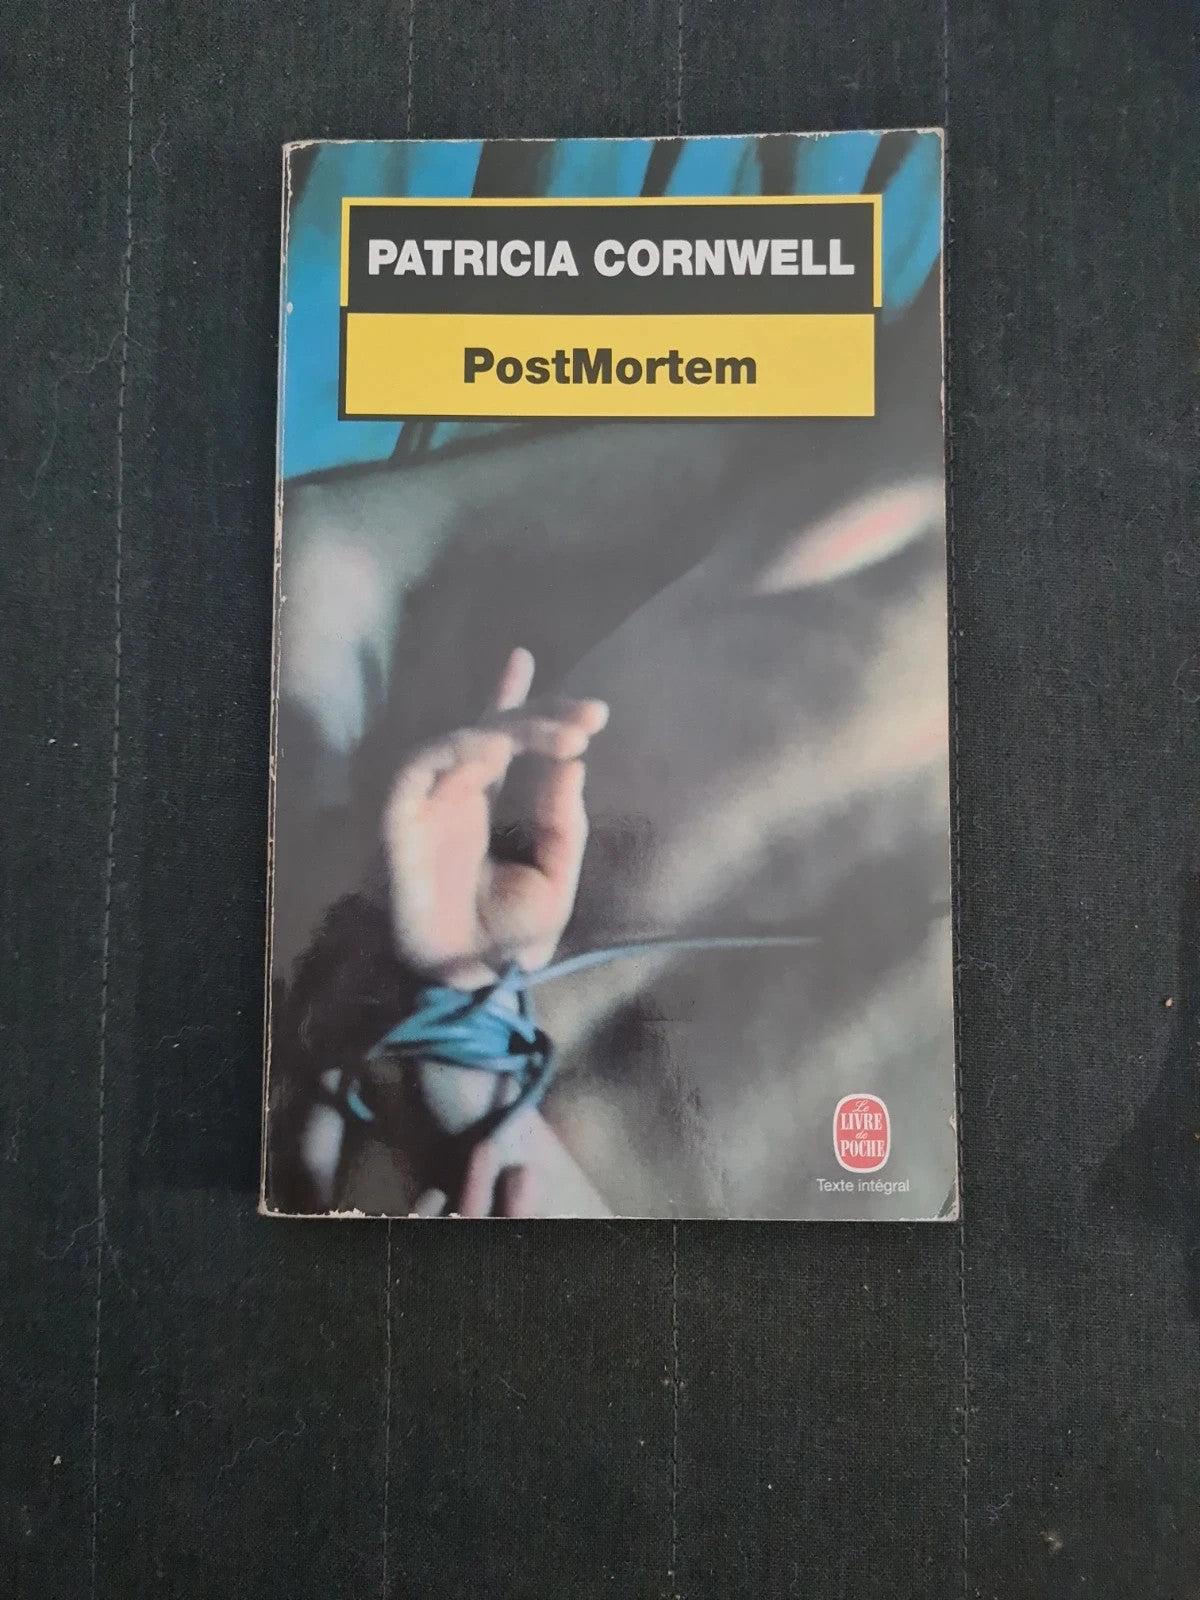 PATRICIA CORNWELL
PostMortem
Le
LIVRE
de
POCHE
Texte intégral